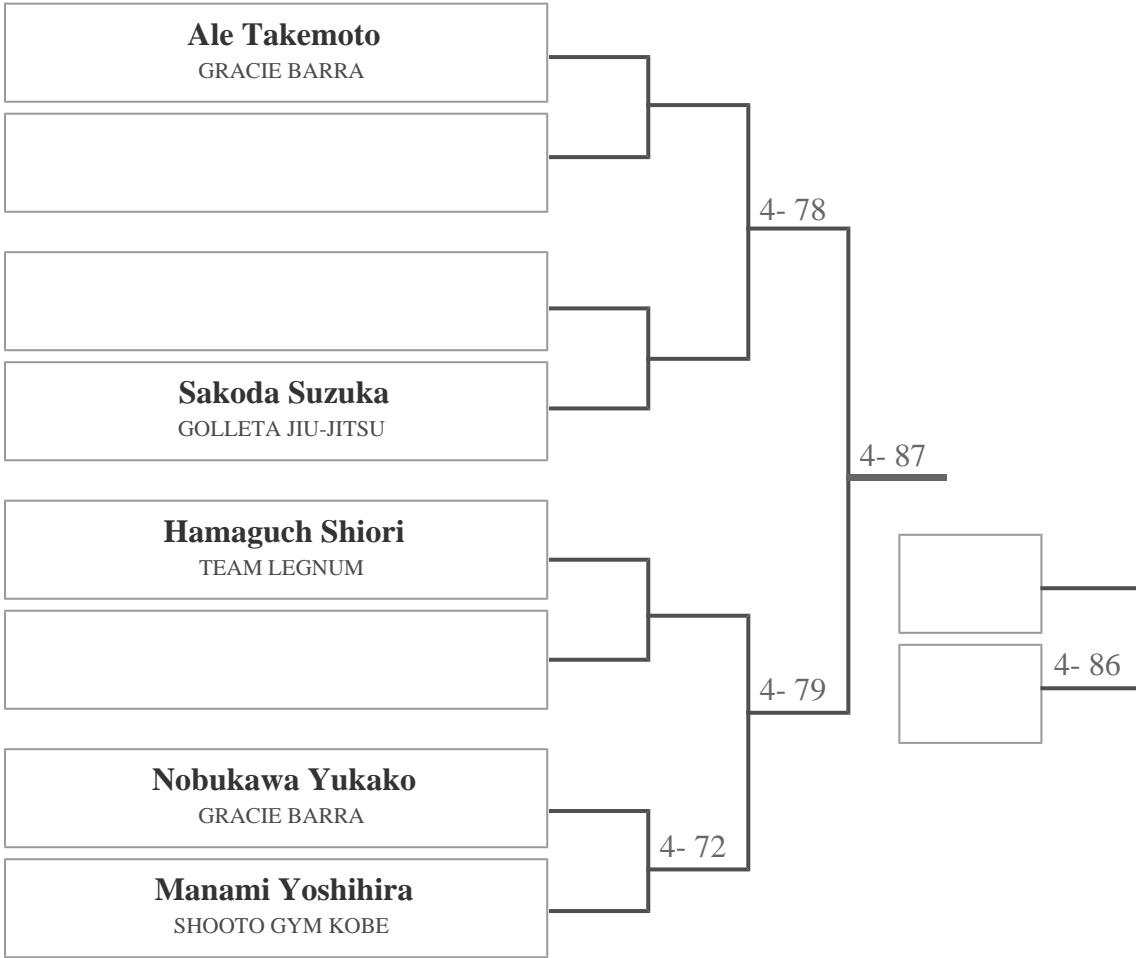 Ale Takemoto
GRACIE BARRA
4- 78
Sakoda Suzuka
GOLLETA JIU-JITSU
4- 87
Hamaguch Shiori
TEAM LEGNUM
4- 86
4- 79
Nobukawa Yukako
GRACIE BARRA
4- 72
Manami Yoshihira
SHOOTO GYM KOBE